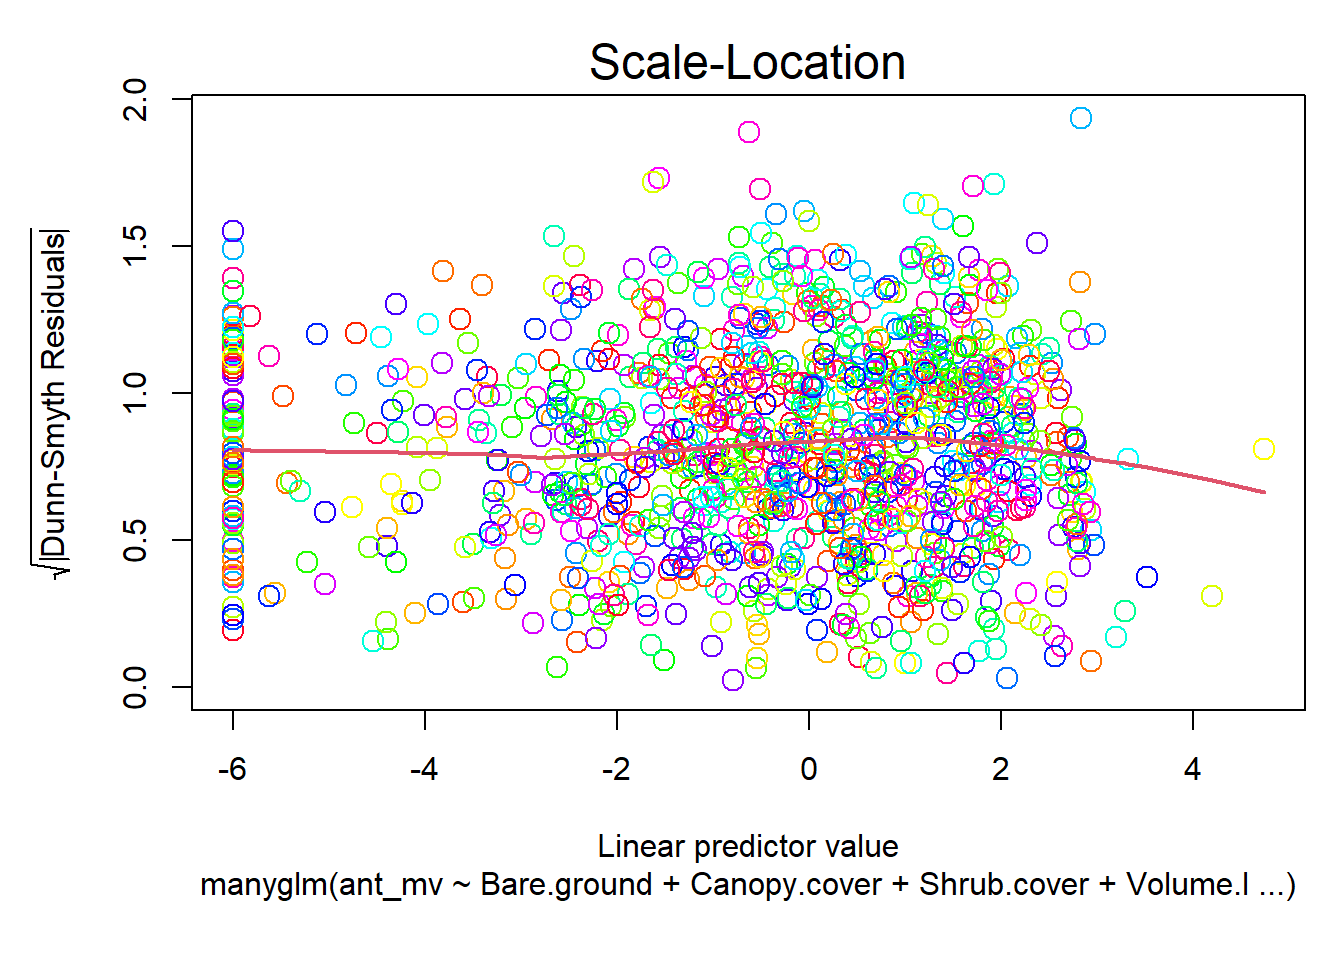 Scale-Location
√|Dunn-Smyth Residuals|
2.0
1.5
1.0
0.5
0.0
-6 -4 -2 0 2 4
Linear predictor value
manyglm(ant_mv ~ Bare.ground + Canopy.cover + Shrub.cover + Volume.l ...)